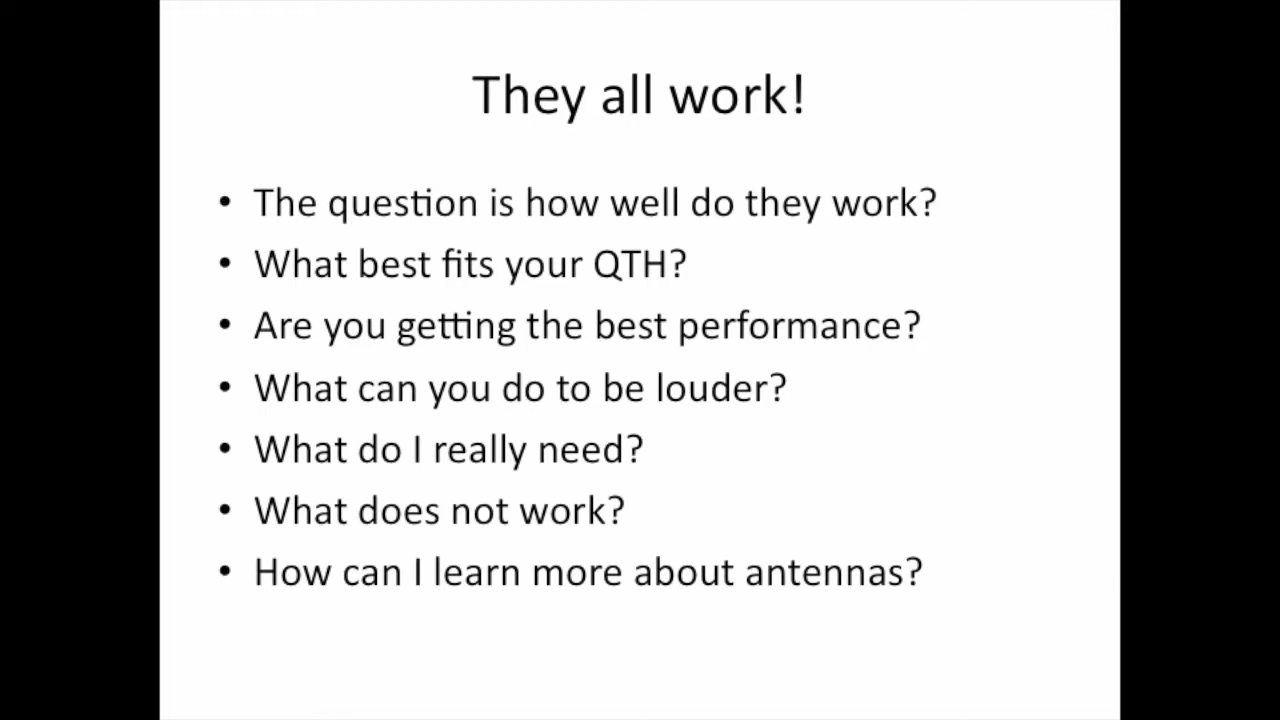 They all work!
• The question is how well do they work?
• What best fits your QTH?
• Are you getting the best performance?
• What can you do to be louder?
• What do I really need?
• What does not work?
• How can I learn more about antennas?